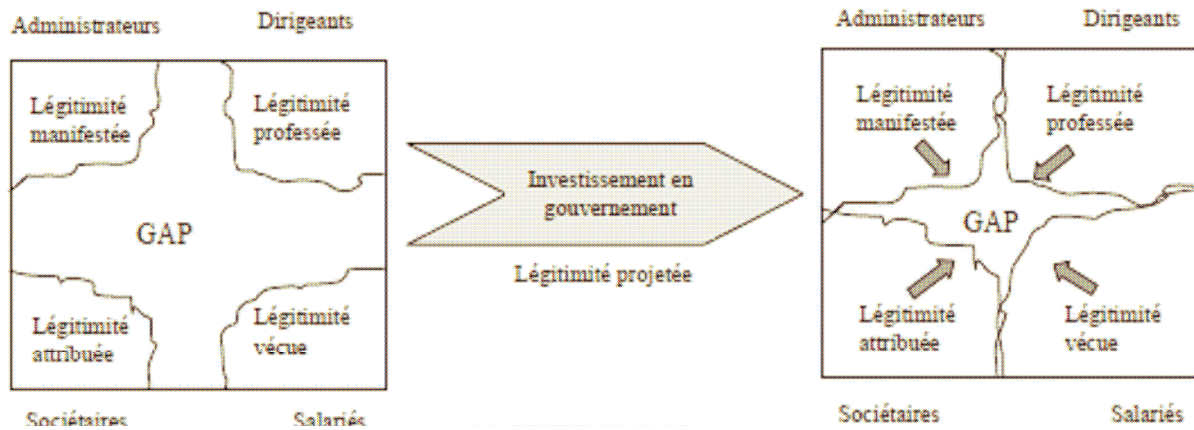 Administrateurs
Dirigeants
Légitimité
manifestée
Légitimité
professée
GAP
Légitimité
attribuée
Légitimité
vécue
Sociétaires
Salariés
Investissement en
gouvernement
Légitimité projetée
Administrateurs
Dirigeants
Légitimité
manifestée
Légitimité
professée
GAP
Légitimité
attribuée
Légitimité
vécue
Sociétaires
Salariés